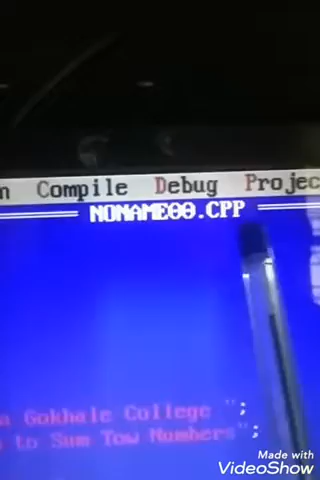 n Compile Debug Projec
NONAME00.CPP
a Gokhale College ";
to Sum Tow Numbers";
Made with
VideoShow